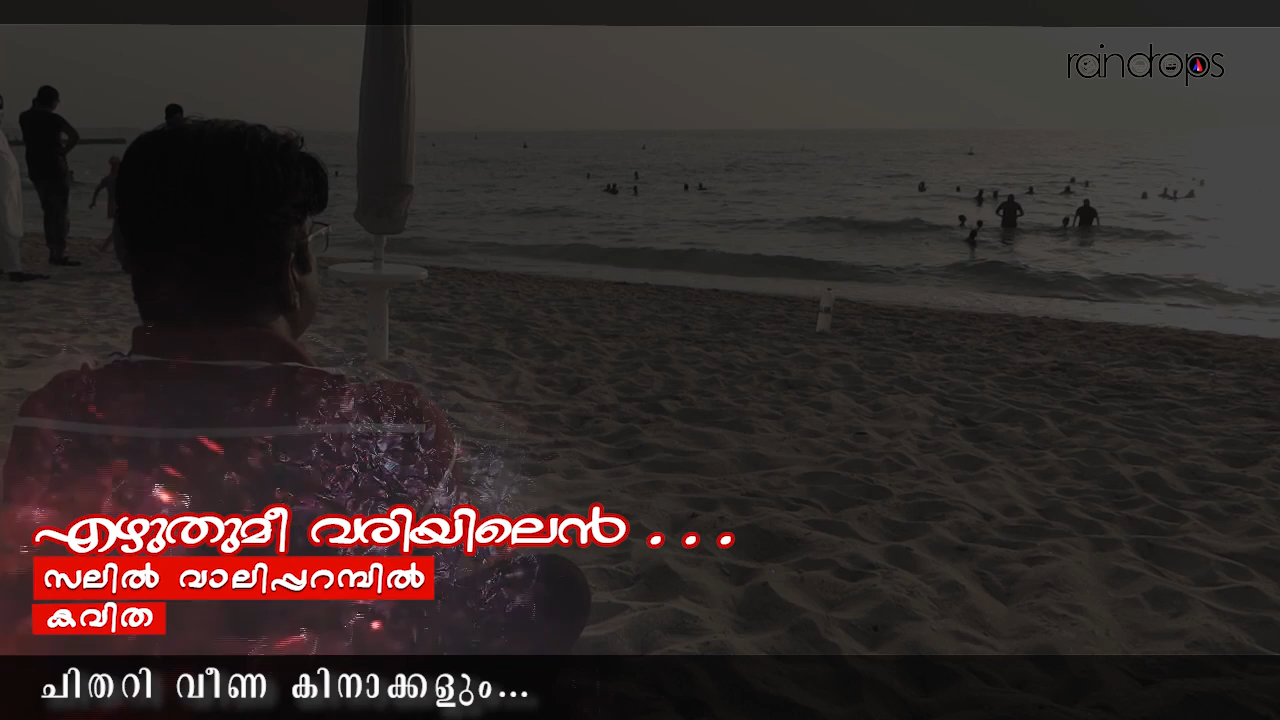 raindrops
എഴുതുമീ വരിയിലെൻ . . .
സലിൽ വാലിപ്പറമ്പിൽ
കവിത
ചിതറി വീണ കിനാക്കളും...